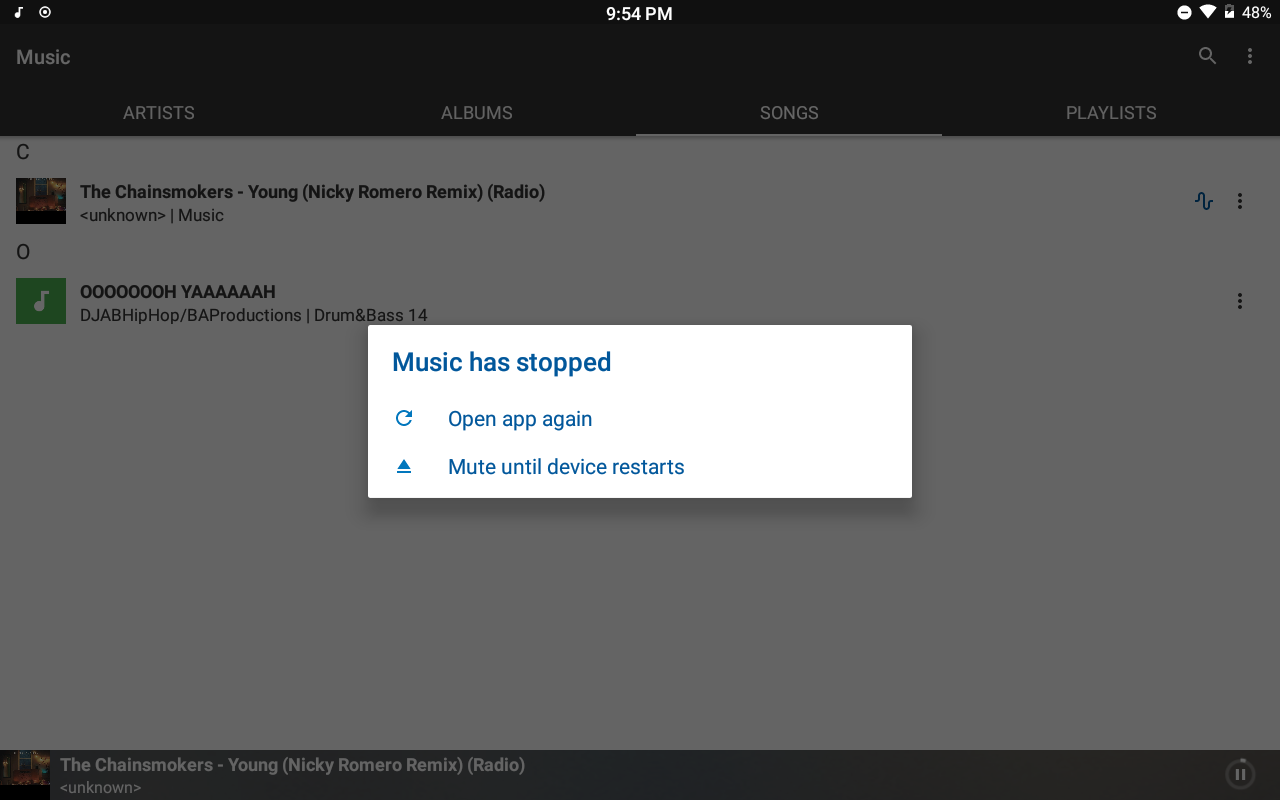 9:54 PM
48%
Music
ARTISTS
ALBUMS
SONGS
PLAYLISTS
C
The Chainsmokers - Young (Nicky Romero Remix) (Radio)
<unknown> | Music
O
OOOOOOOH YAAAAAAH
DJABHipHop/BAProductions | Drum&Bass 14
Music has stopped
Open app again
Mute until device restarts
The Chainsmokers - Young (Nicky Romero Remix) (Radio)
<unknown>